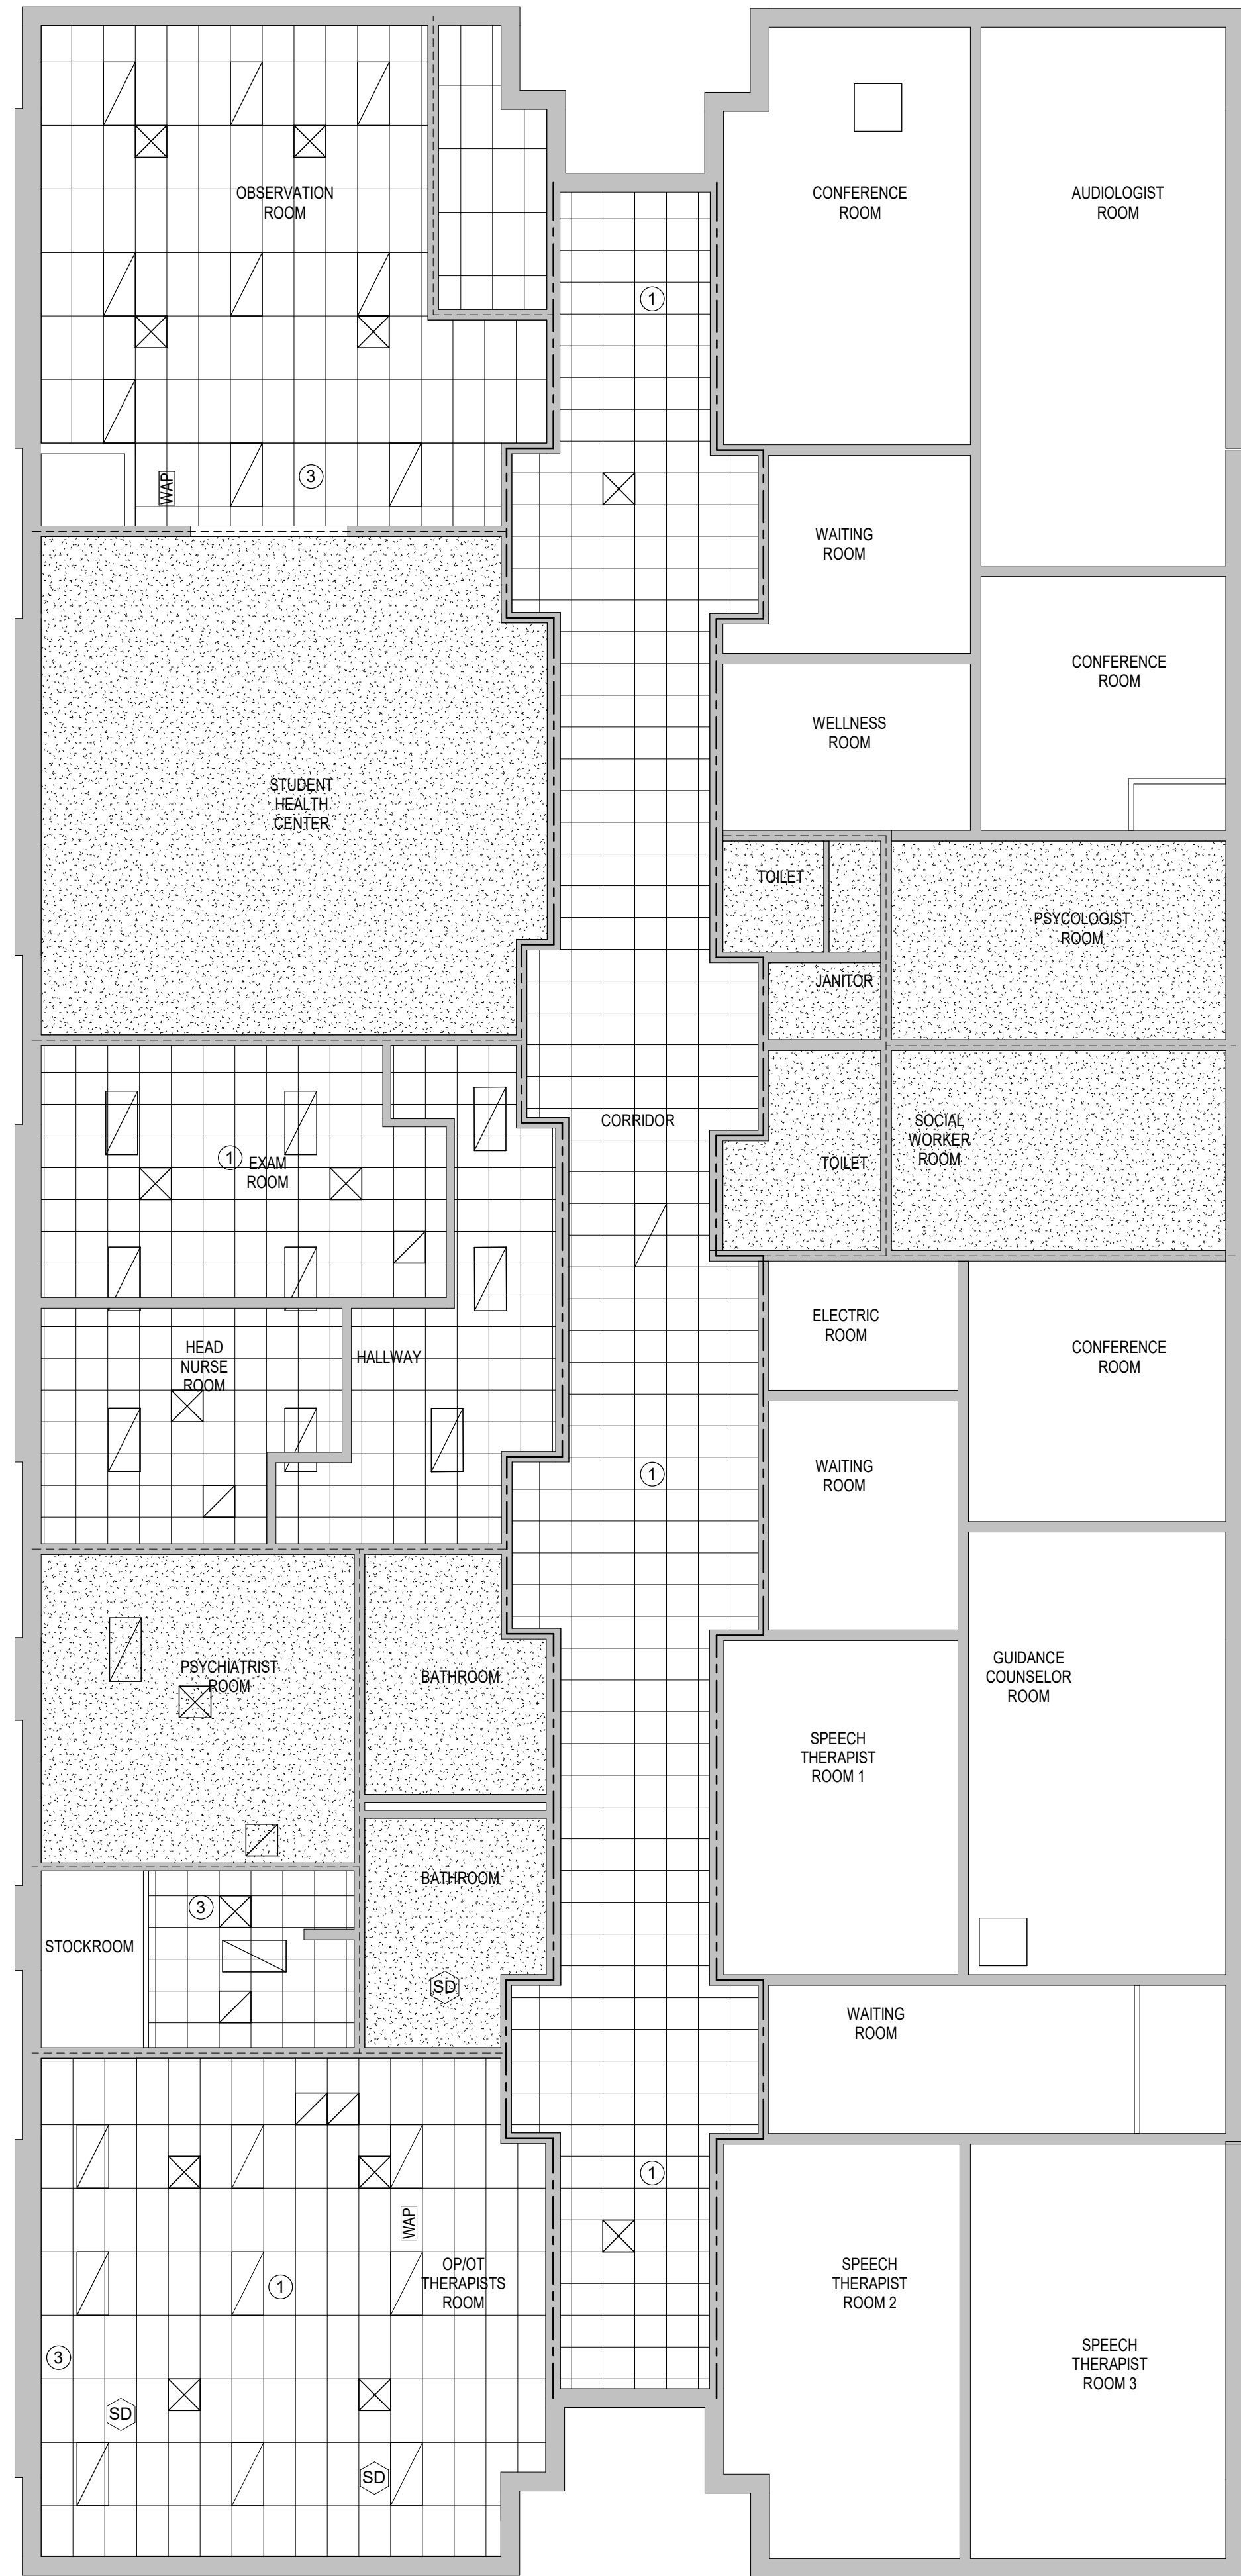 OBSERVATION
ROOM
CONFERENCE
ROOM
AUDIOLOGIST
ROOM
1
3
WAP
WAITING
ROOM
CONFERENCE
ROOM
WELLNESS
ROOM
STUDENT
HEALTH
CENTER
TOILET
PSYCOLOGIST
ROOM
JANITOR
CORRIDOR
SOCIAL
WORKER
ROOM
TOILET
1
EXAM
ROOM
ELECTRIC
ROOM
CONFERENCE
ROOM
HEAD
NURSE
ROOM
HALLWAY
1
WAITING
ROOM
PSYCHIATRIST
ROOM
BATHROOM
GUIDANCE
COUNSELOR
ROOM
SPEECH
THERAPIST
ROOM 1
BATHROOM
3
STOCKROOM
SD
WAITING
ROOM
1
WAP
OP/OT
THERAPISTS
ROOM
1
SPEECH
THERAPIST
ROOM 2
3
SPEECH
THERAPIST
ROOM 3
SD
SD